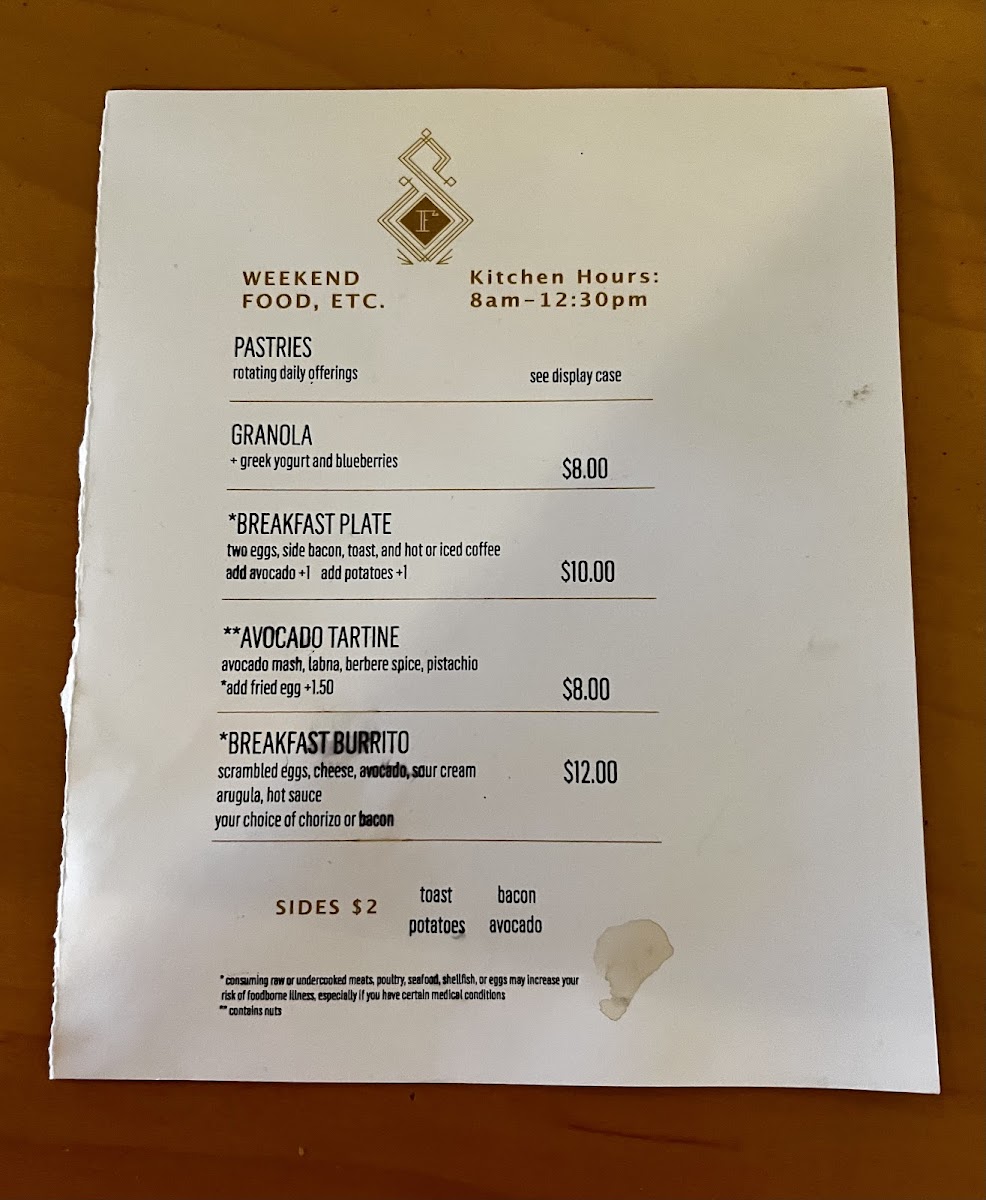 F
WEEKEND
FOOD, ETC.
Kitchen Hours:
8am-12:30pm
PASTRIES
rotating daily offerings
see display case
GRANOLA
+ greek yogurt and blueberries
$8.00
*BREAKFAST PLATE
two eggs, side bacon, toast, and hot or iced coffee
add avocado +1 add potatoes +1
$10.00
**AVOCADO TARTINE
avocado mash, labna, berbere spice, pistachio
*add fried egg +1.50
$8.00
*BREAKFAST BURRITO
scrambled eggs, cheese, avocado, sour cream
$12.00
arugula, hot sauce
your choice of chorizo or bacon
SIDES $2
toast bacon
potatoes avocado
* consuming raw or undercooked meats, poultry, seafood, shellfish, or eggs may increase your
risk of foodborne illness, especially if you have certain medical conditions
** contains nuts